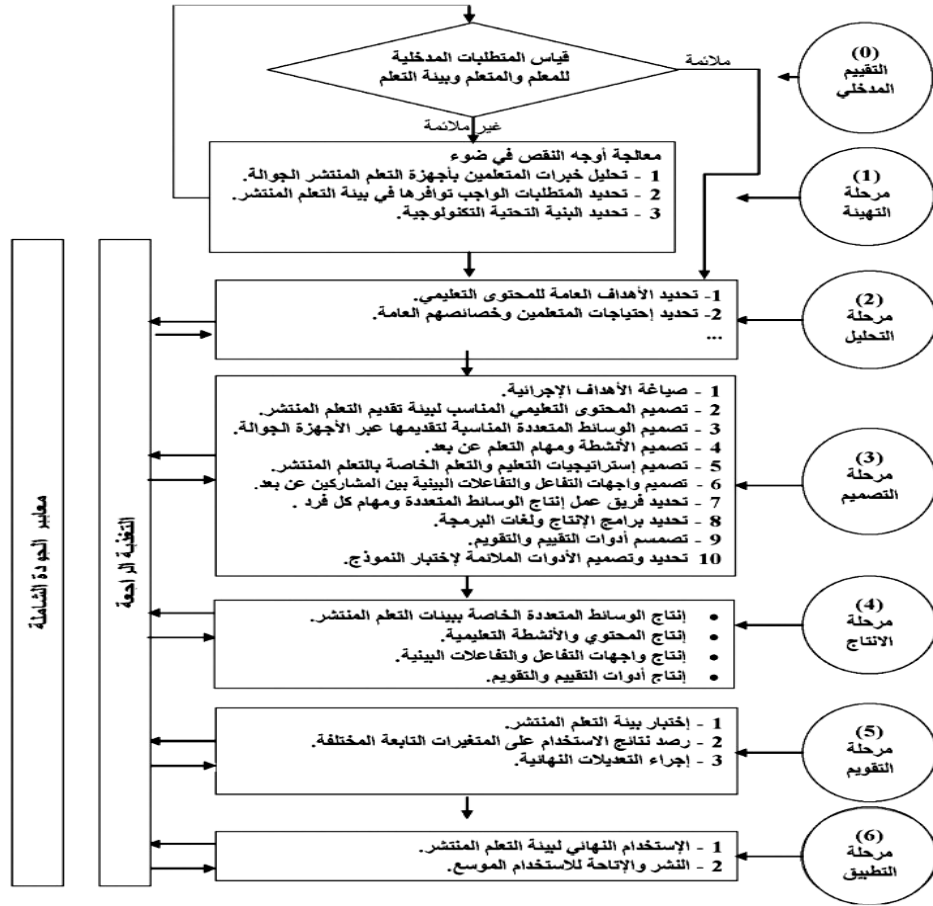 قياس المتطلبات المدخلية
للمعلم والمتعلم وبيئة التعلم
ملائمة
غير ملائمة
(0)
التقييم
المدخلي
معالجة أوجه النقص في ضوء
1 - تحليل خبرات المتعلمين بأجهزة التعلم المنتشر الجوالة.
2 - تحديد المتطلبات الواجب توافرها في بيئة التعلم المنتشر.
3 - تحديد البنية التحتية التكنولوجية.
(1)
مرحلة
التهيئة
1- تحديد الأهداف العامة للمحتوى التعليمي.
2- تحديد إحتياجات المتعلمين وخصائصهم العامة.
...
(2)
مرحلة
التحليل
1 - صياغة الأهداف الإجرائية.
2 - تصميم المحتوى التعليمي المناسب لبيئة تقديم التعلم المنتشر.
3 - تصميم الوسائط المتعددة المناسبة لتقديمها عبر الأجهزة الجوالة.
4 - تصميم الأنشطة ومهام التعلم عن بعد.
5 - تصميم إستراتيجيات التعليم والتعلم الخاصة بالتعلم المنتشر.
6 - تصميم واجهات التفاعل والتفاعلات البينية بين المشاركين عن بعد.
7 - تحديد فريق عمل إنتاج الوسائط المتعددة ومهام كل فرد .
8 - تحديد برامج الإنتاج ولغات البرمجة.
9 - تصمسم أدوات التقييم والتقويم.
10 تحديد وتصميم الأدوات الملائمة لإختبار النموذج.
(3)
مرحلة
التصميم
• إنتاج الوسائط المتعددة الخاصة ببيئات التعلم المنتشر.
• إنتاج المحتوي والأنشطة التعليمية.
• إنتاج واجهات التفاعل والتفاعلات البينية.
• إنتاج أدوات التقييم والتقويم.
(4)
مرحلة
الانتاج
1 - إختبار بيئة التعلم المنتشر.
2 - رصد نتائج الاستخدام على المتغيرات التابعة المختلفة.
3 - إجراء التعديلات النهائية.
(5)
مرحلة
التقويم
1 - الإستخدام النهائي لبيئة التعلم المنتشر.
2 - النشر والإتاحة للاستخدام الموسع.
(6)
مرحلة
التطبيق
التغذية الراجعة
معايير الجودة الشاملة